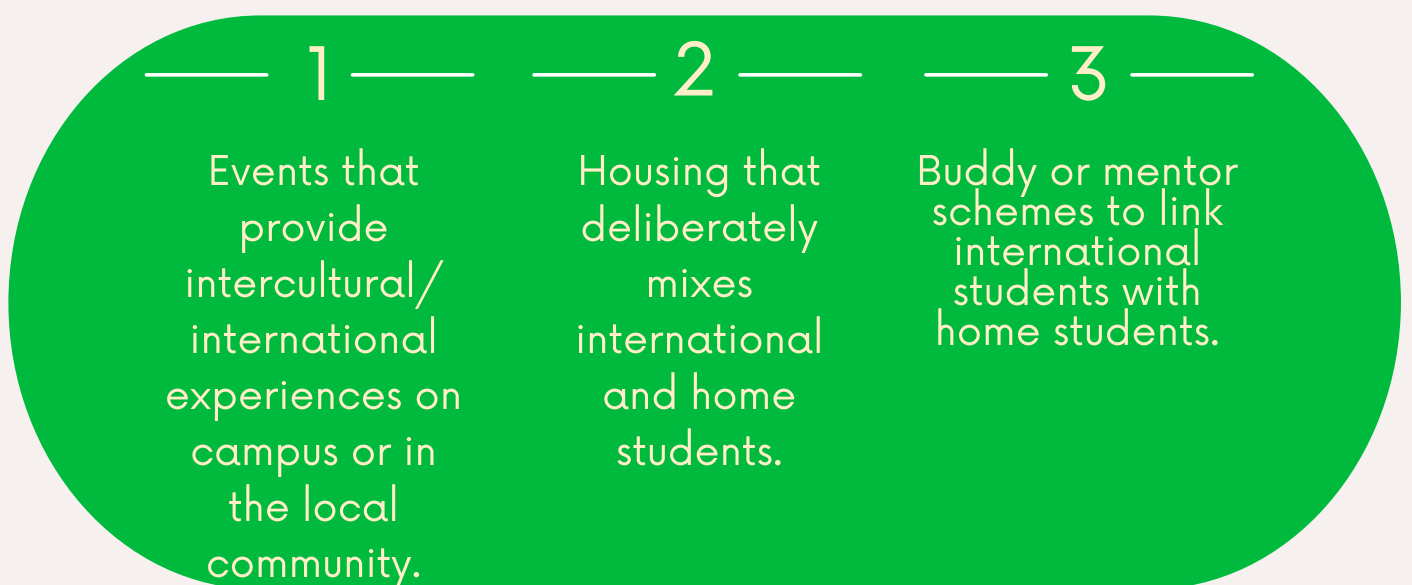 1
Events that
provide
intercultural/
international
experiences on
campus or in
the local
community.
2
Housing that
deliberately
mixes
international
and home
students.
3
Buddy or mentor
schemes to link
international
students with
home students.